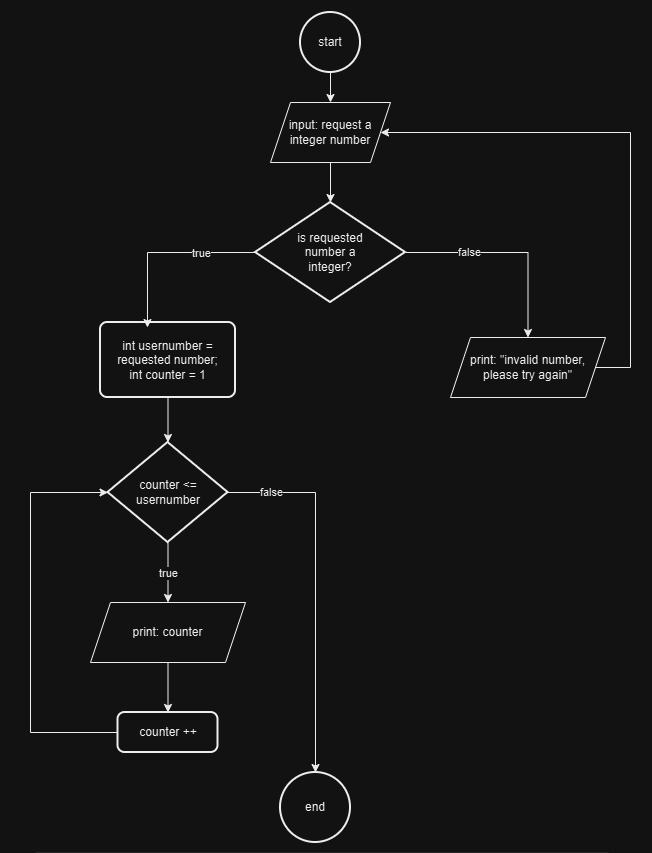 start
input: request a
integer number
is requested
number a
integer?
true
false
int usernumber =
requested number;
int counter = 1
print: "invalid number,
please try again"
counter <=
usernumber
false
true
print: counter
counter ++
end